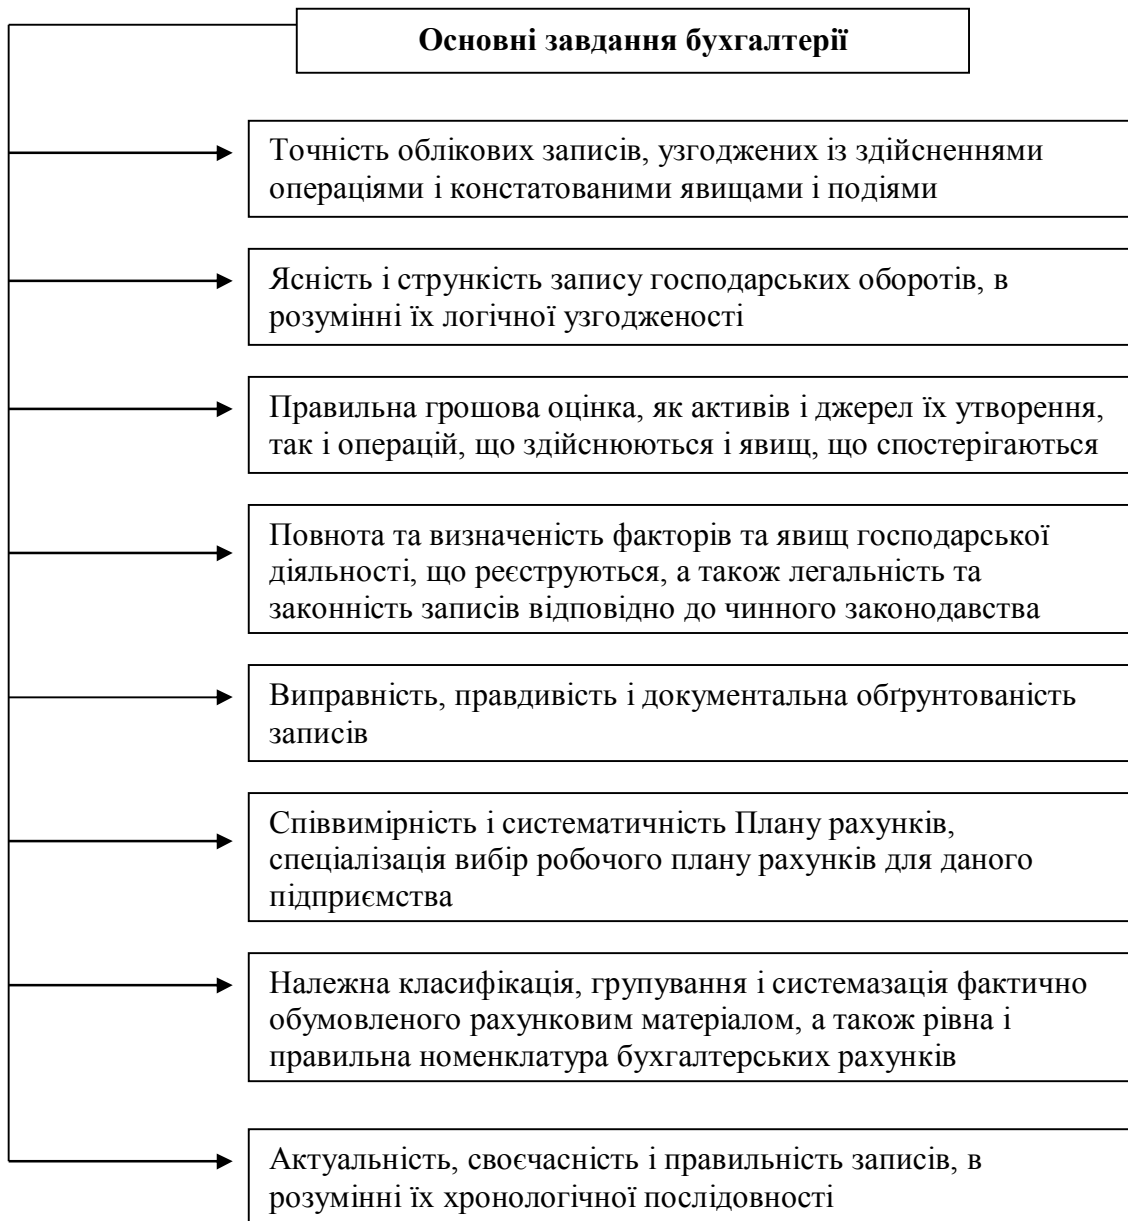 Основні завдання бухгалтерії
Точність облікових записів, узгоджених із здійсненнями
операціями і констатованими явищами і подіями
Ясність і стрункість запису господарських оборотів, в
розумінні їх логічної узгодженості
Правильна грошова оцінка, як активів і джерел їх утворення,
так і операцій, що здійснюються і явищ, що спостерігаються
Повнота та визначеність факторів та явищ господарської
діяльності, що реєструються, а також легальність та
законність записів відповідно до чинного законодавства
Виправність, правдивість і документальна обґрунтованість
записів
Співвимірність і систематичність Плану рахунків,
спеціалізація вибір робочого плану рахунків для даного
підприємства
Належна класифікація, групування і системазація фактично
обумовленого рахунковим матеріалом, а також рівна і
правильна номенклатура бухгалтерських рахунків
Актуальність, своєчасність і правильність записів, в
розумінні їх хронологічної послідовності